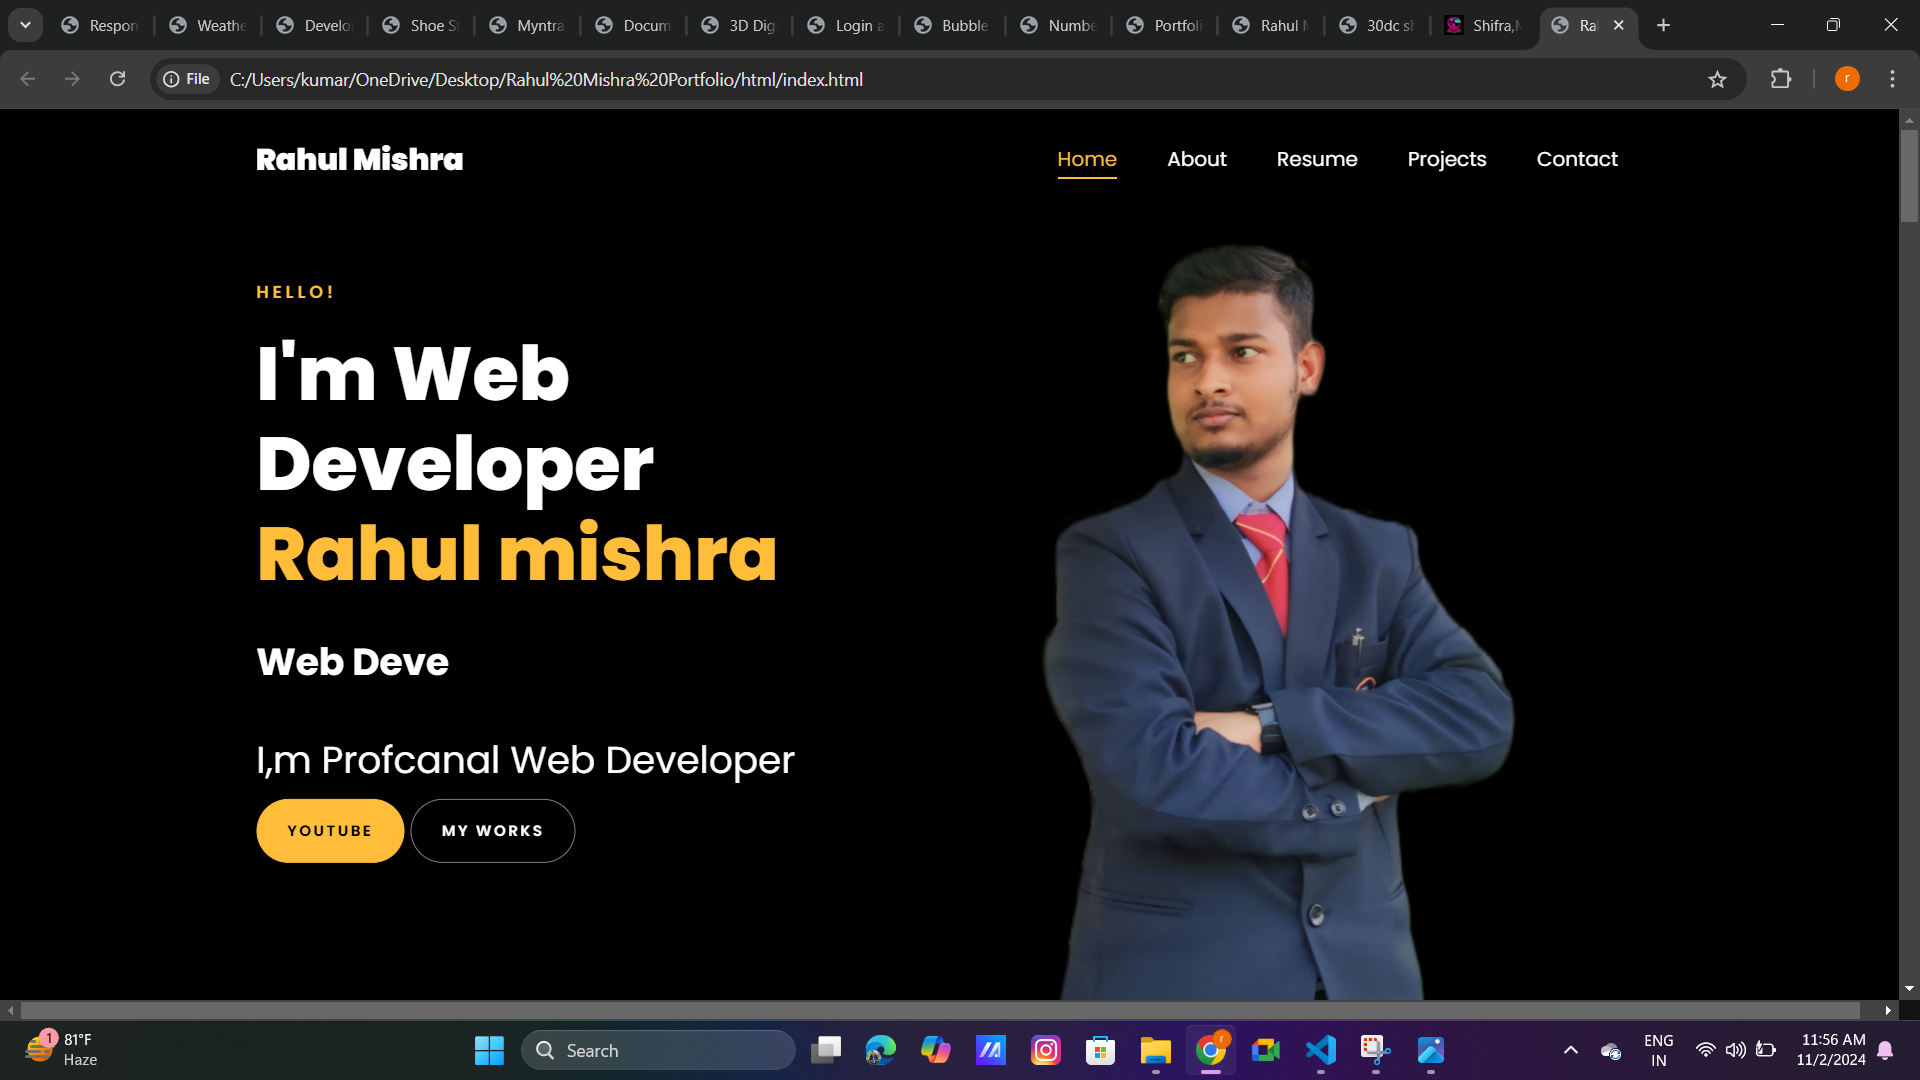 Respon
Weathe
Develo
Shoe S
Myntra
Docum
3D Dig
Login a
Bubble
Numbe
Portfoli
Rahul M
30dc sh
Shifra,M
Ra
File
C:/Users/kumar/OneDrive/Desktop/Rahul%20Mishra%20Portfolio/html/index.html
r
Rahul Mishra
Home
About
Resume
Projects
Contact
HELLO!
I'm Web
Developer
Rahul mishra
Web Deve
I,m Profcanal Web Developer
YOUTUBE
MY WORKS
1
81°F
Haze
Search
r
ENG
IN
11:56 AM
11/2/2024